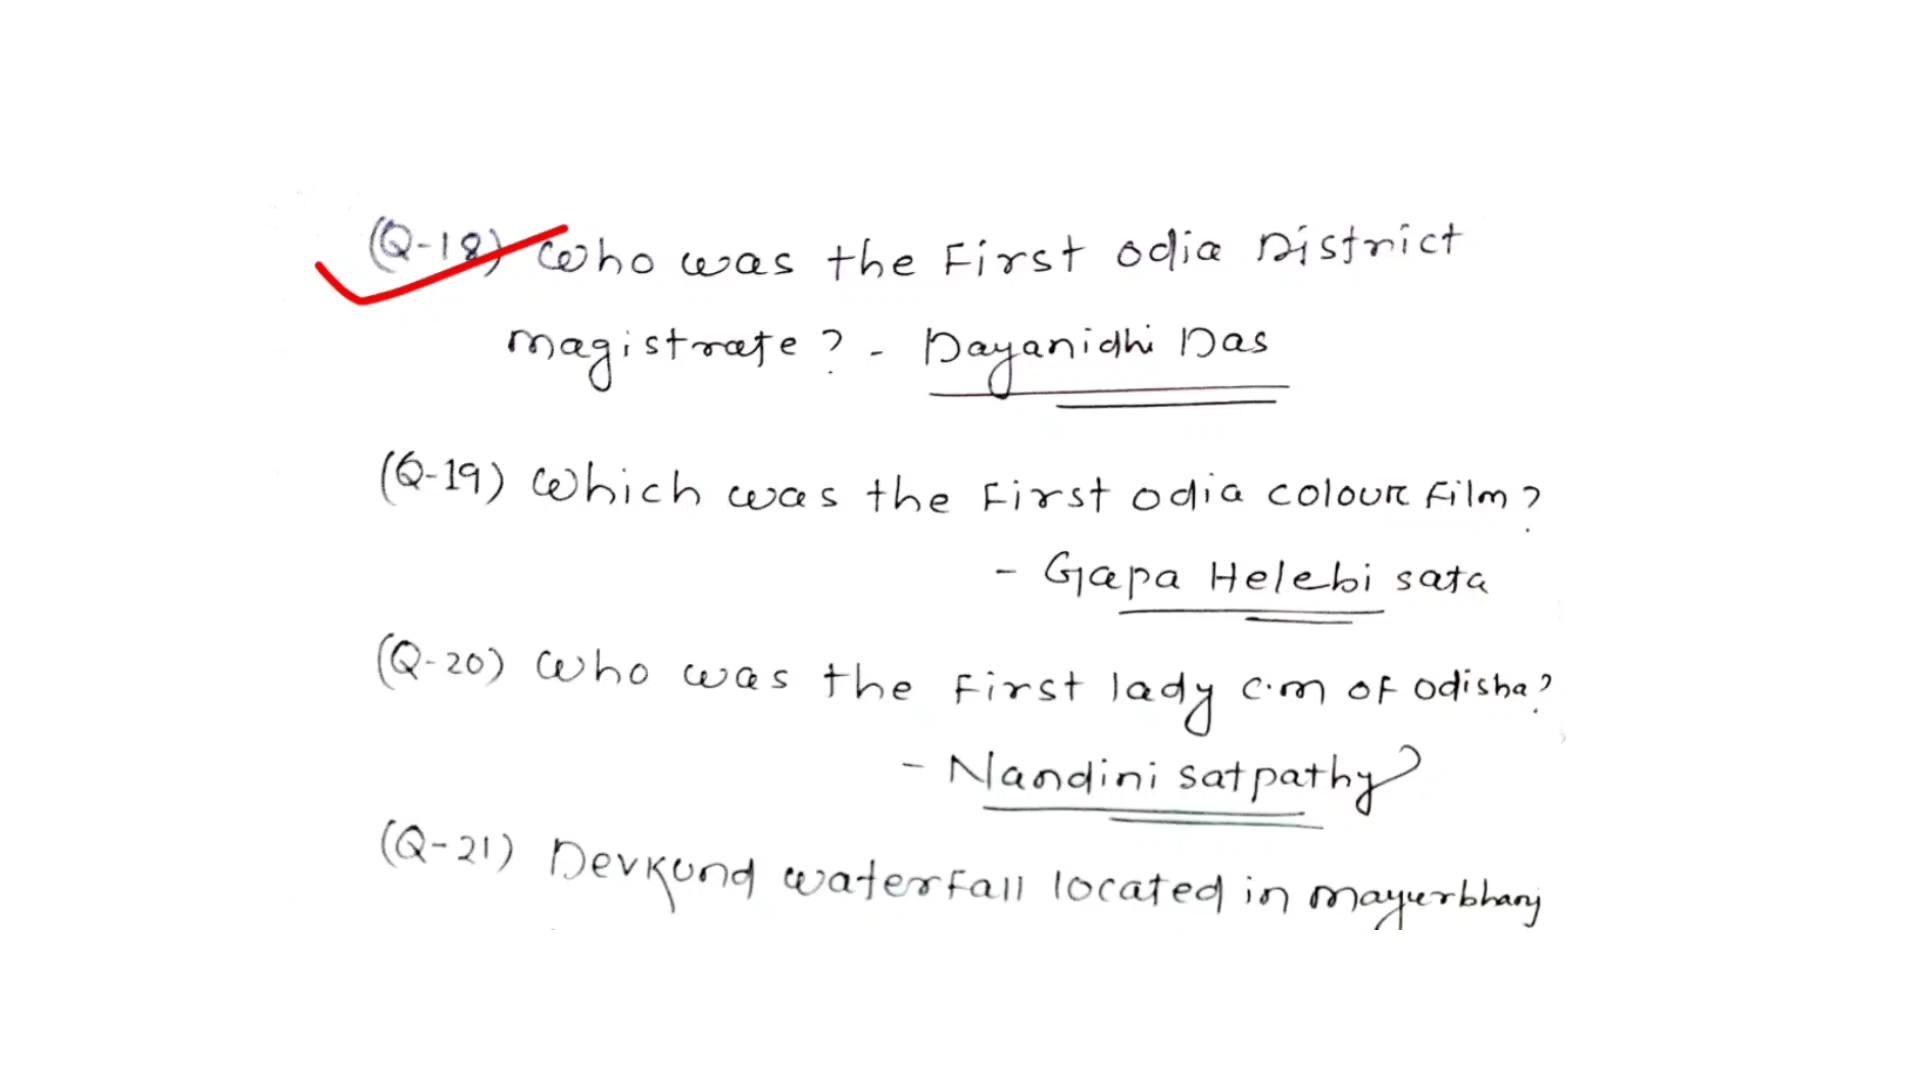 (Q-18) Who was the First Odia District
magistrate? - Dayanidhi Das
(Q-19) Which was the First Odia colour Film?
- Gapa Helebi sata
(Q-20) Who was the First lady C.m OF Odisha?
- Nandini satpathy
(Q-21) Devkund waterFall located in mayurbhanj